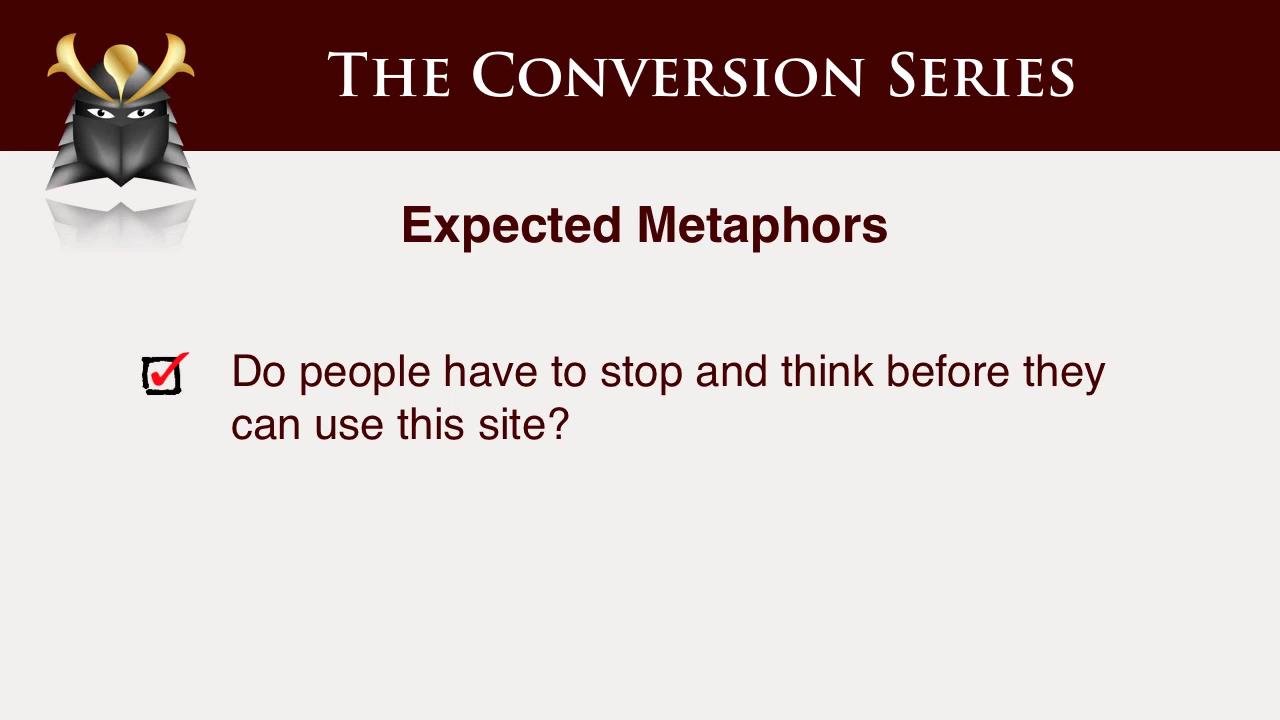 The Conversion Series
Expected Metaphors
Do people have to stop and think before they
can use this site?